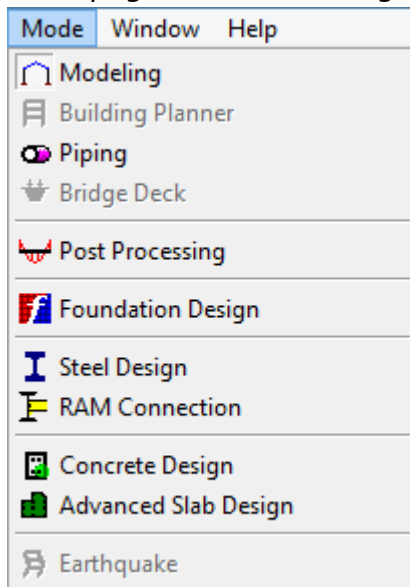 Mode Window Help
Modeling
Building Planner
Piping
Bridge Deck
Post Processing
Foundation Design
Steel Design
RAM Connection
Concrete Design
Advanced Slab Design
Earthquake